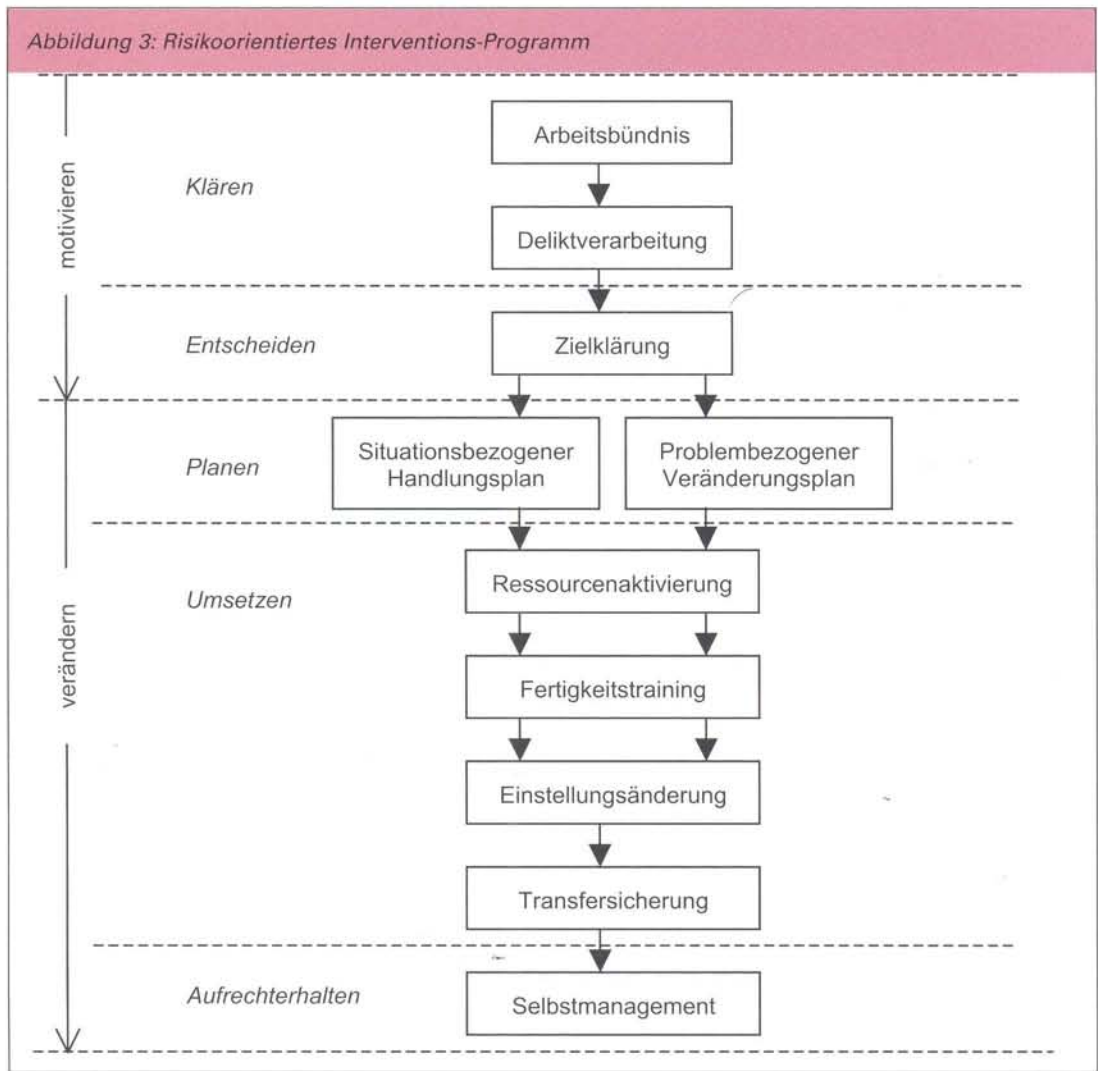 Abbildung 3: Risikoorientiertes Interventions-Programm
motivieren
Klären
Arbeitsbündnis
Deliktverarbeitung
Entscheiden
Zielklärung
verändern
Planen
Situationsbezogener
Handlungsplan
Problembezogener
Veränderungsplan
Umsetzen
Ressourcenaktivierung
Fertigkeitstraining
Einstellungsänderung
Transfersicherung
Aufrechterhalten
Selbstmanagement